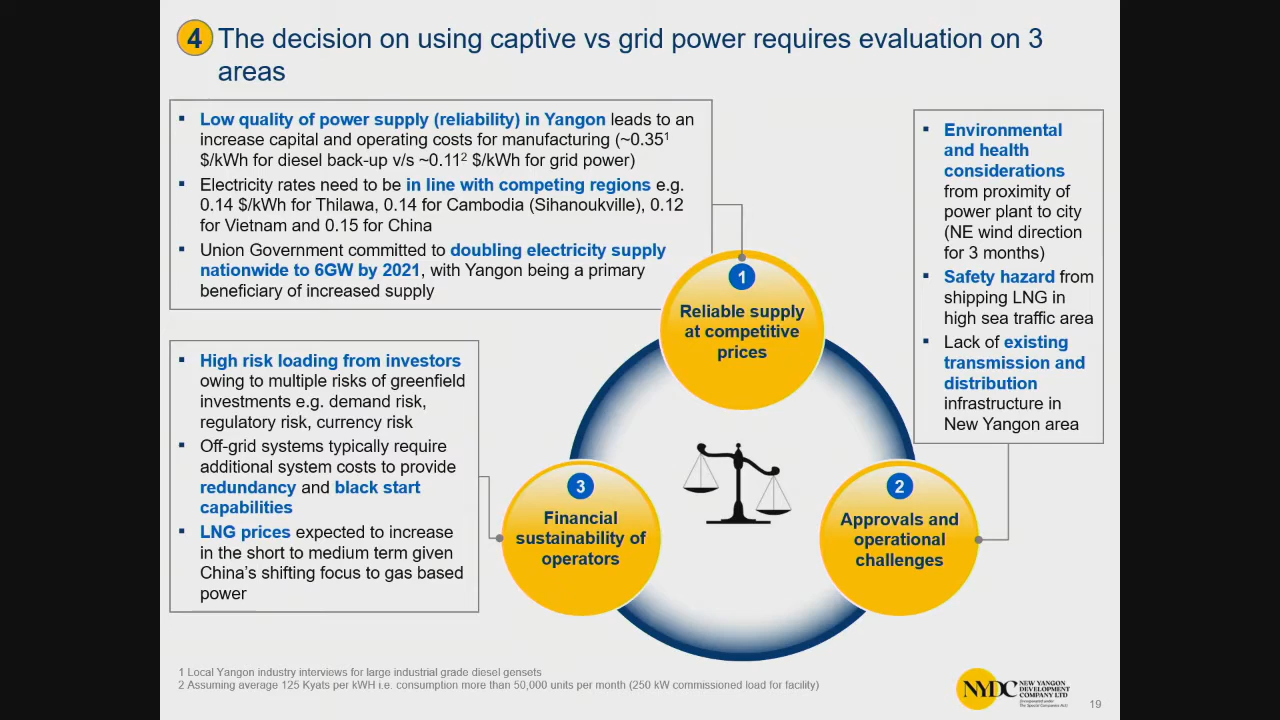 4
The decision on using captive vs grid power requires evaluation on 3
areas
▪ Low quality of power supply (reliability) in Yangon leads to an
increase capital and operating costs for manufacturing (~0.35¹
$/kWh for diesel back-up v/s ~0.11² $/kWh for grid power)
▪ Electricity rates need to be in line with competing regions e.g.
0.14 $/kWh for Thilawa, 0.14 for Cambodia (Sihanoukville), 0.12
for Vietnam and 0.15 for China
▪ Union Government committed to doubling electricity supply
nationwide to 6GW by 2021, with Yangon being a primary
beneficiary of increased supply
▪ Environmental
and health
considerations
from proximity of
power plant to city
(NE wind direction
for 3 months)
▪ Safety hazard from
shipping LNG in
high sea traffic area
▪ Lack of existing
transmission and
distribution
infrastructure in
New Yangon area
1
Reliable supply
at competitive
prices
▪ High risk loading from investors
owing to multiple risks of greenfield
investments e.g. demand risk,
regulatory risk, currency risk
▪ Off-grid systems typically require
additional system costs to provide
redundancy and black start
capabilities
▪ LNG prices expected to increase
in the short to medium term given
China's shifting focus to gas based
power
3
Financial
sustainability of
operators
2
Approvals and
operational
challenges
1 Local Yangon industry interviews for large industrial grade diesel gensets
2 Assuming average 125 Kyats per kWH i.e. consumption more than 50,000 units per month (250 kW commissioned load for facility)
NYDC
NEW YANGON
DEVELOPMENT
COMPANY LTD
19